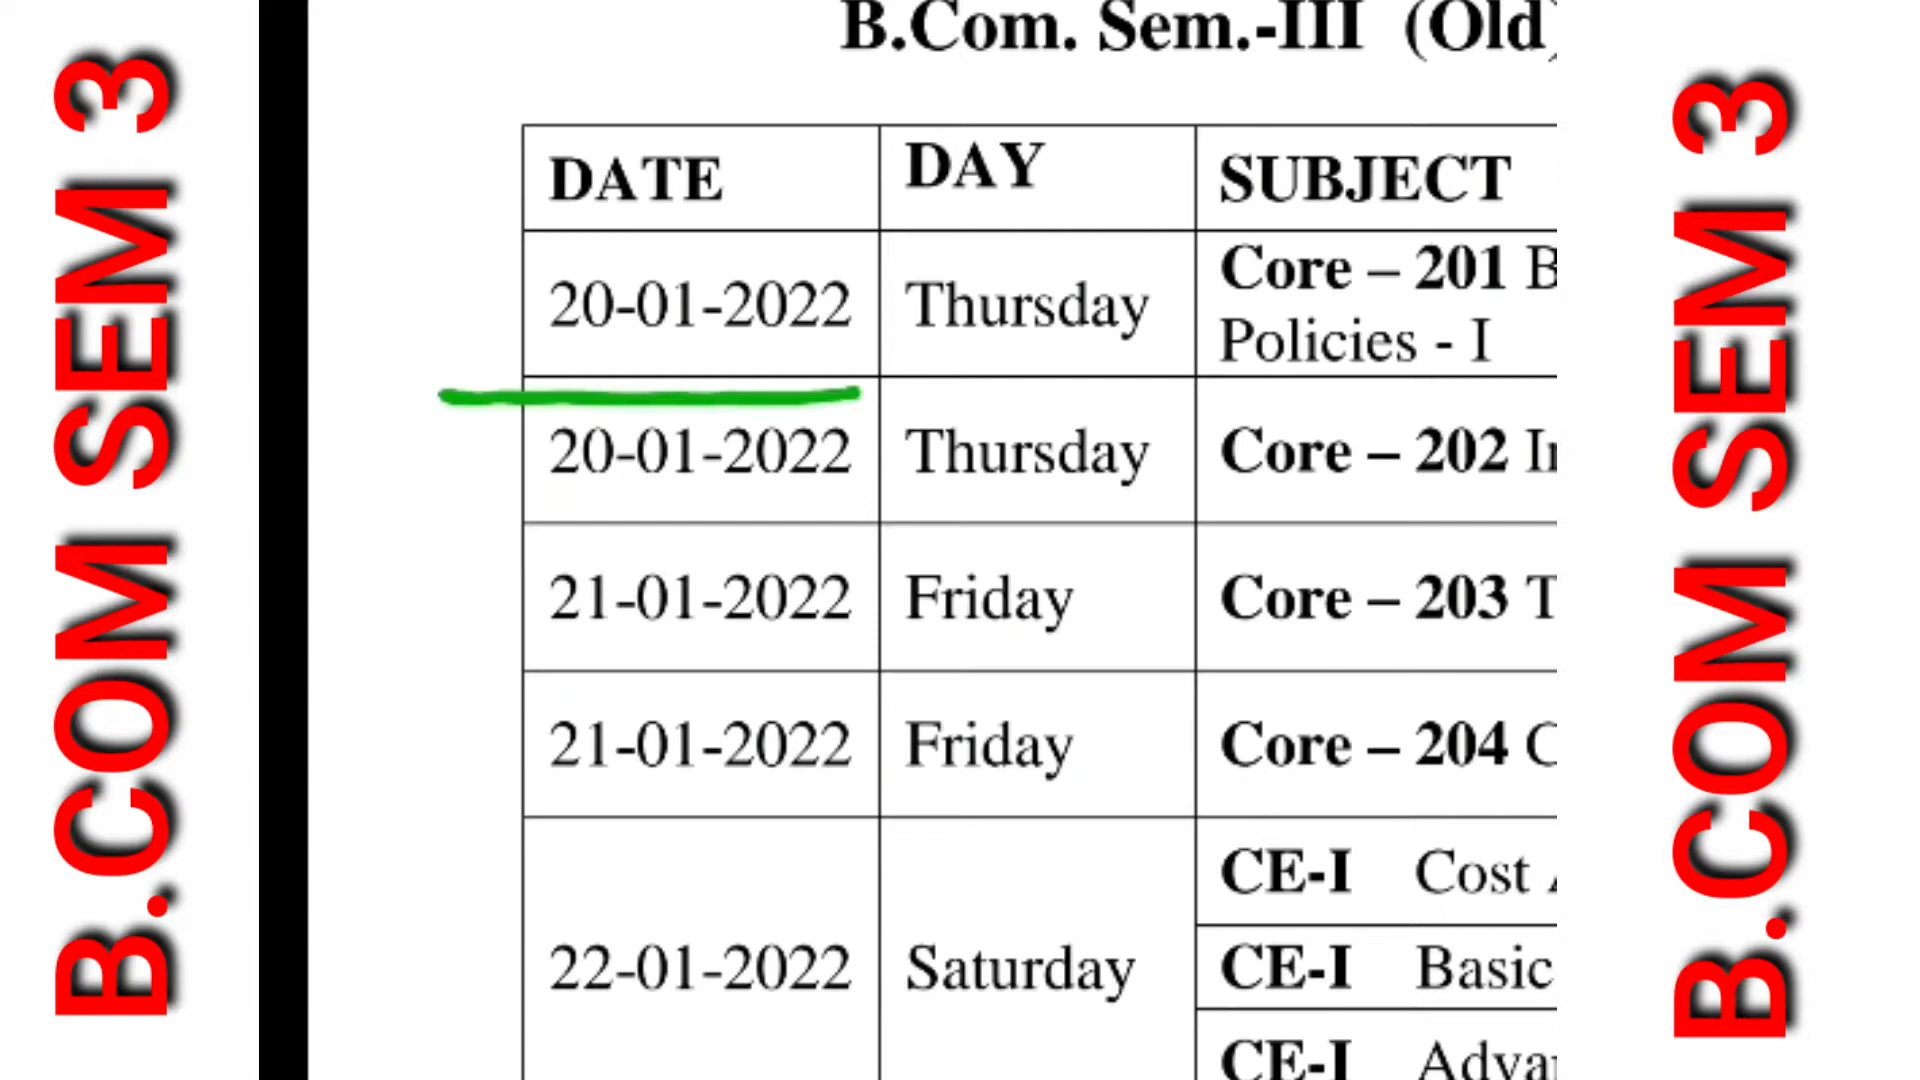 B.COM SEM 3
B.Com. Sem.-III (Old)
DATE DAY SUBJECT
20-01-2022 Thursday Core – 201
Policies - I
20-01-2022 Thursday Core – 202
21-01-2022 Friday Core – 203
21-01-2022 Friday Core – 204
CE-I Cost
22-01-2022 Saturday CE-I Basic
CE-I
B.COM SEM 3